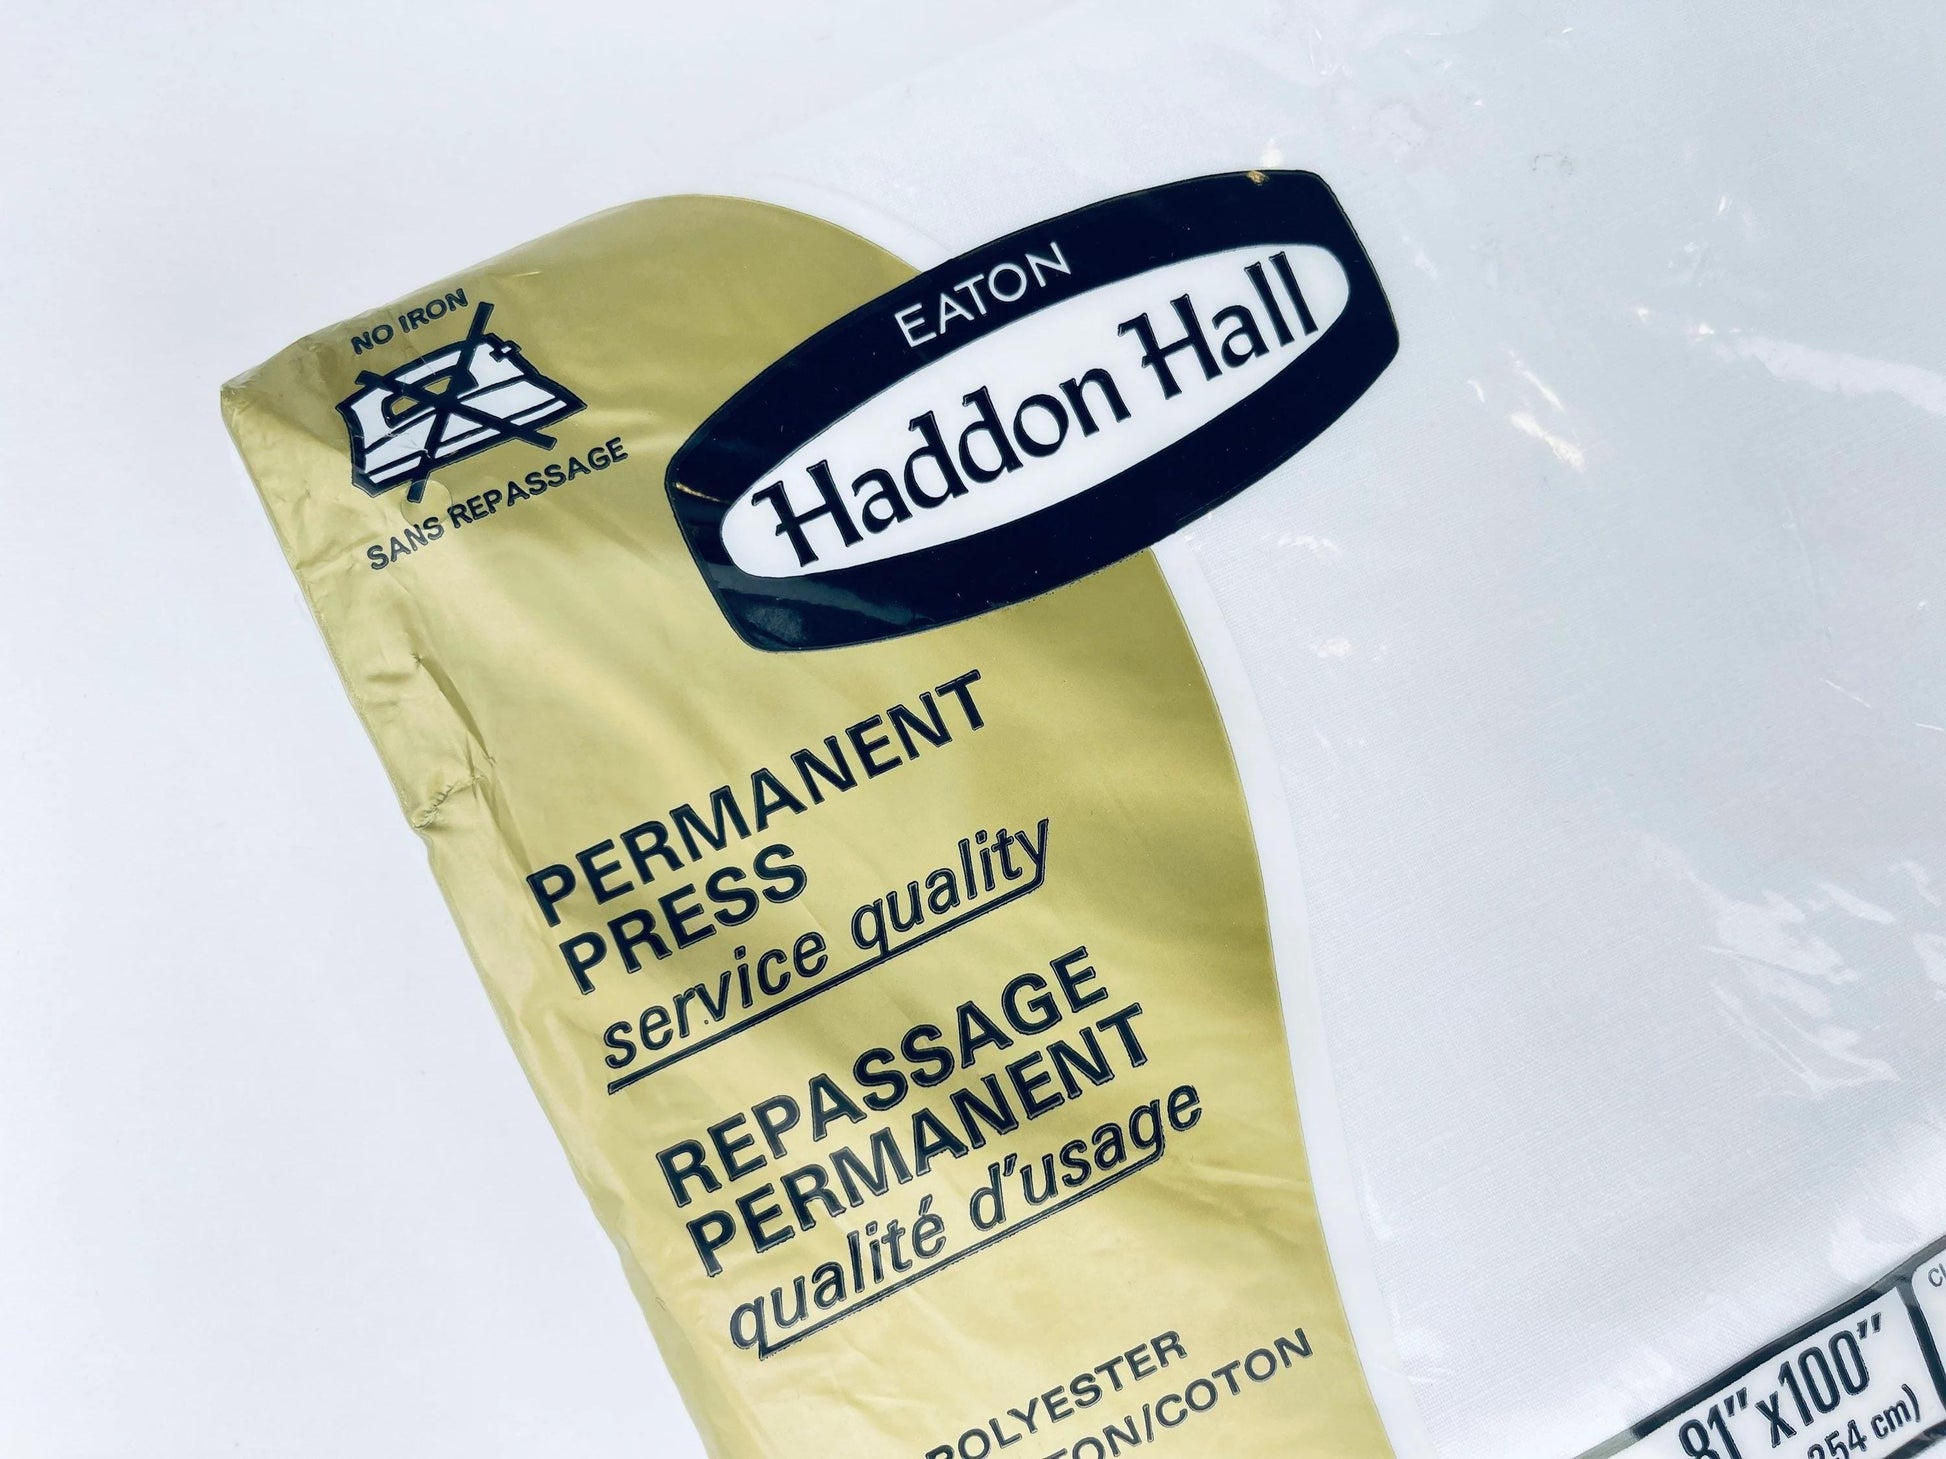 NO IRON
SANS REPASSAGE
EATON
Haddon Hall
PERMANENT
PRESS
service quality
REPASSAGE
PERMANENT
qualité d'usage
POLYESTER
TON/COTON
81" x 100"
254 cm)